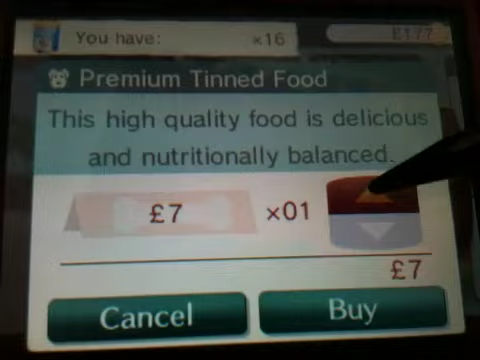 You have: ×16 £177
Premium Tinned Food
This high quality food is delicious
and nutritionally balanced.
£7 ×01
£7
Cancel Buy